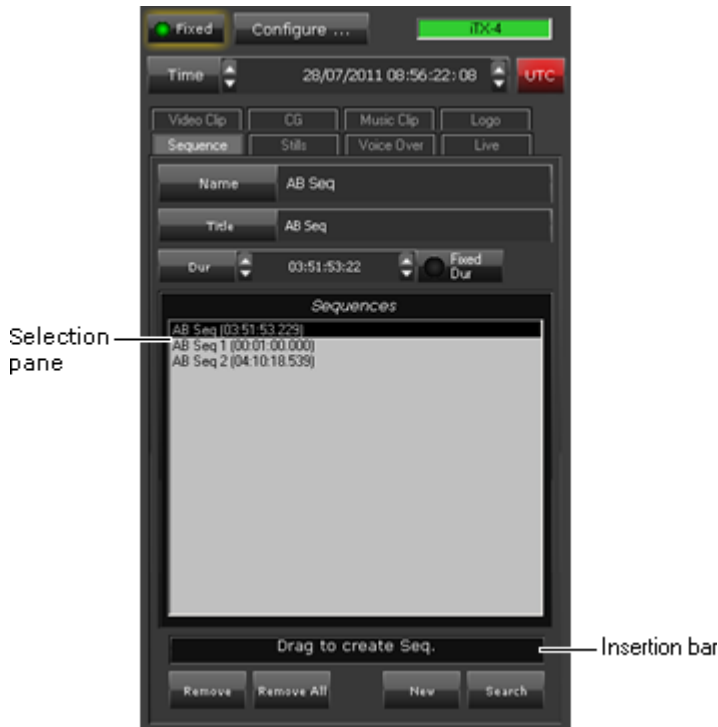 Fixed Configure ... iTX-4
Time 28/07/2011 08:56:22:08 UTC
Video Clip CG Music Clip Logo
Sequence Stills Voice Over Live
Name AB Seq
Title AB Seq
Dur 03:51:53:22 Fixed Dur
Sequences
AB Seq (03:51:53.229)
AB Seq 1 (00:01:00.000)
AB Seq 2 (04:10:18.539)
Selection
pane
Drag to create Seq.
Insertion bar
Remove Remove All New Search